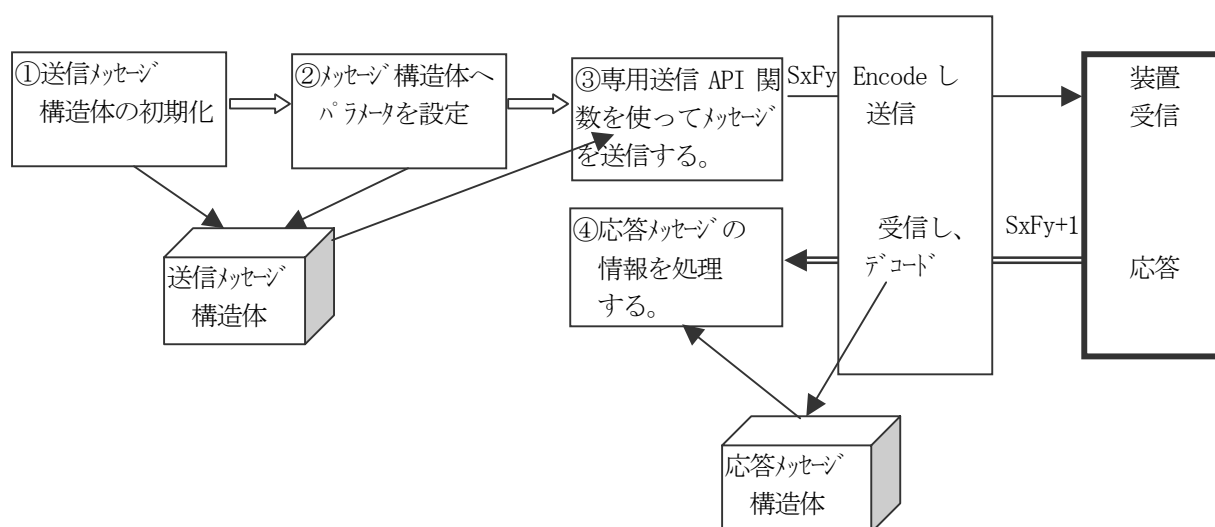 ①送信メッセージ
構造体の初期化
②メッセージ構造体へ
パラメータを設定
③専用送信 API 関
数を使ってメッセージ
を送信する。
SxFy
Encode し
送信
装置
受信
④応答メッセージの
情報を処理
する。
受信し、
デコード
SxFy+1
応答
送信メッセージ
構造体
応答メッセージ
構造体